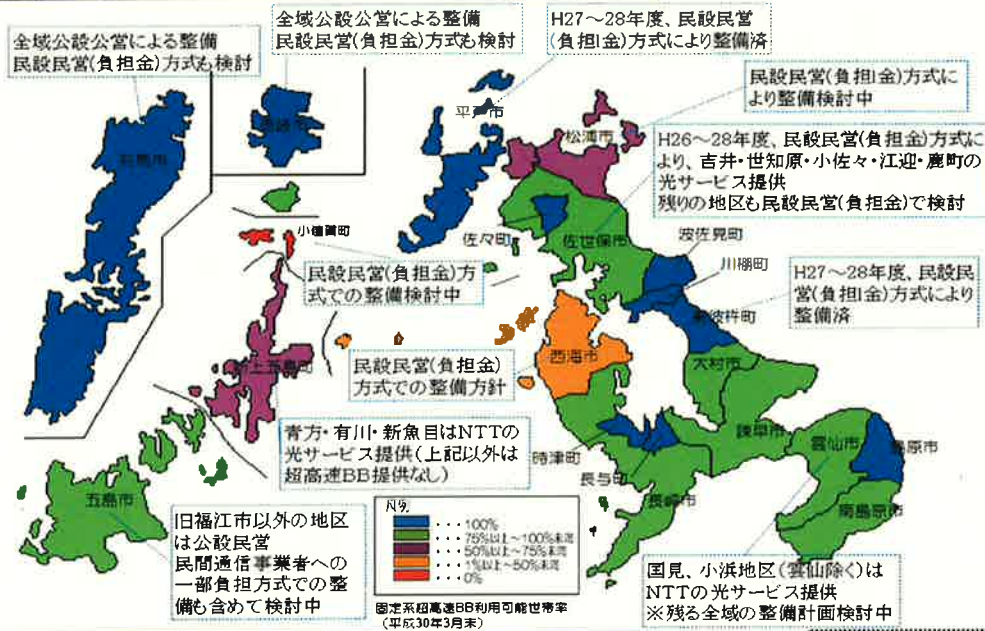 全域公設公営による整備
民設民営(負担金)方式も検討
全域公設公営による整備
民設民営(負担金)方式も検討
H27～28年度、民設民営
(負担金)方式により整備済
民設民営(負担金)方式に
より整備検討中
H26～28年度、民設民営(負担金)方式に
より、吉井・世知原・小佐々・江迎・鹿町の
光サービス提供
残りの地区も民設民営(負担金)で検討
平戸市
松浦市
対馬市
壱岐市
小値賀町
佐々町
佐世保市
波佐見町
川棚町
東彼杵町
民設民営(負担金)方
式での整備検討中
H27～28年度、民設民
営(負担金)方式により
整備済
民設民営(負担金)
方式での整備方針
西海市
大村市
新上五島町
青方・有川・新魚目はNTTの
光サービス提供(上記以外は
超高速BB提供なし)
時津町
長与町
長崎市
諫早市
雲仙市
島原市
南島原市
五島市
旧福江市以外の地区
は公設民営
民間通信事業者への
一部負担方式での整
備も含めて検討中
凡例
・・・100%
・・・75%以上～100%未満
・・・50%以上～75%未満
・・・1%以上～50%未満
・・・0%
固定系超高速BB利用可能世帯率
(平成30年3月末)
国見、小浜地区(雲仙除く)は
NTTの光サービス提供
※残る全域の整備計画検討中